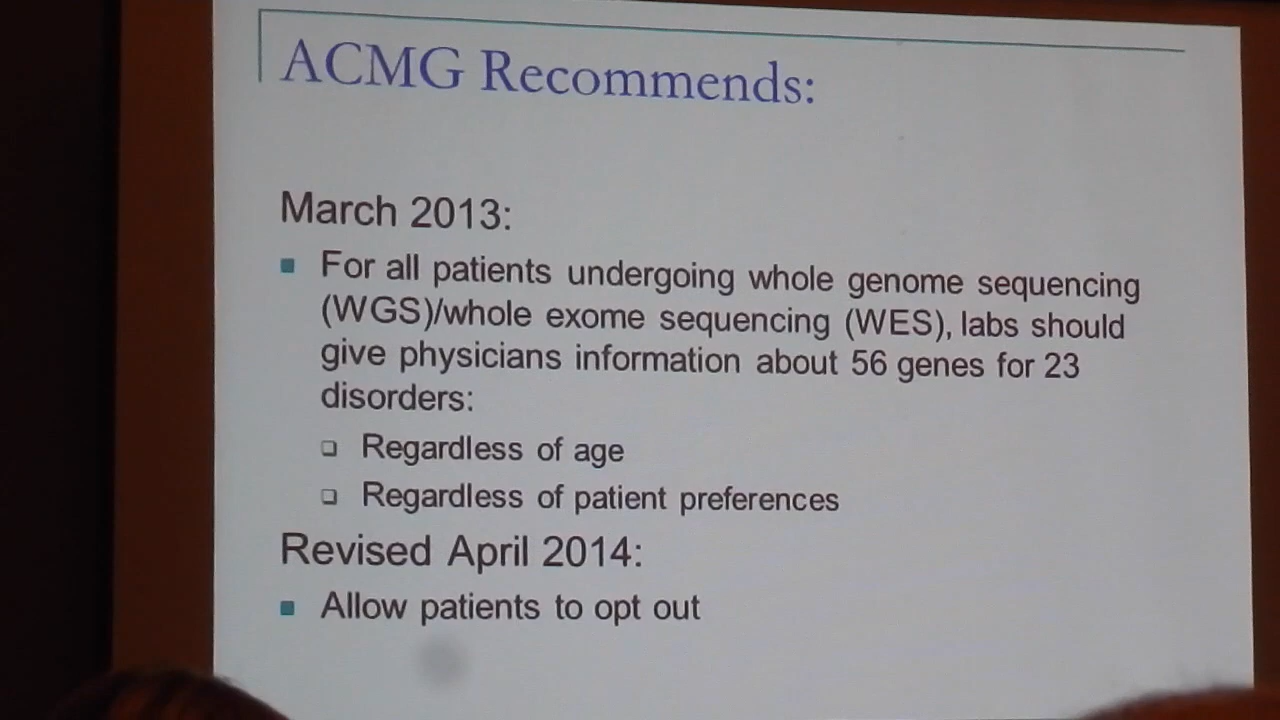 ACMG Recommends:
March 2013:
For all patients undergoing whole genome sequencing
(WGS)/whole exome sequencing (WES), labs should
give physicians information about 56 genes for 23
disorders:
Regardless of age
Regardless of patient preferences
Revised April 2014:
Allow patients to opt out